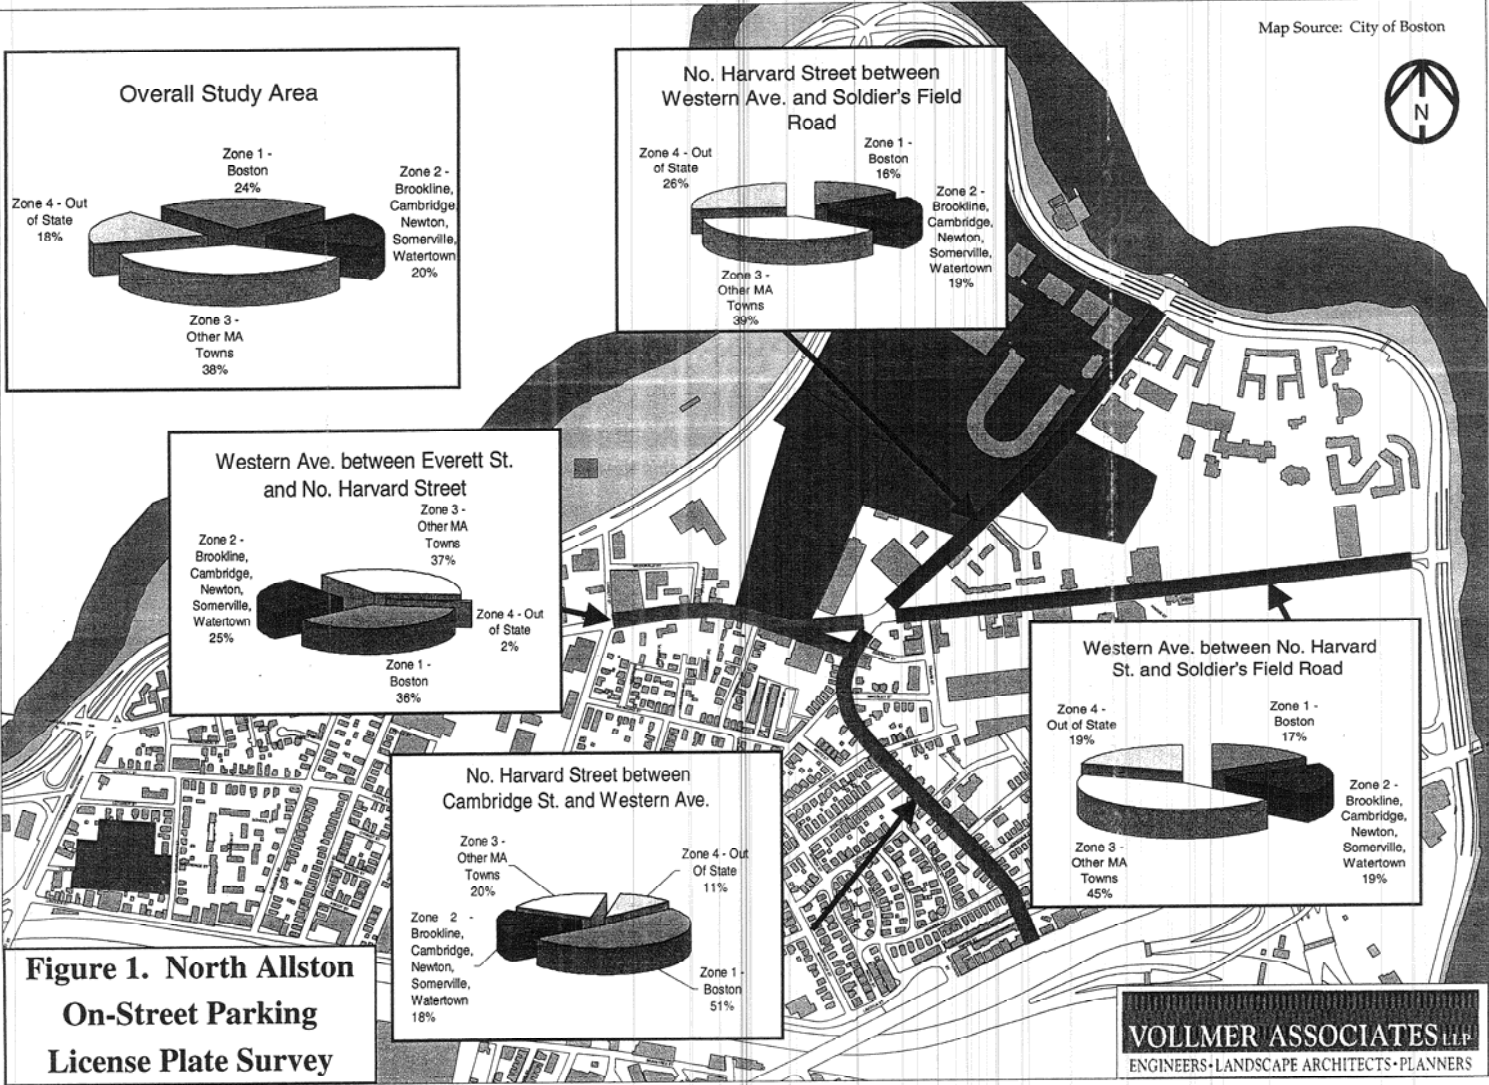 Map Source: City of Boston
N
Overall Study Area
Zone 1 -
Boston
24%
Zone 2 -
Brookline,
Cambridge,
Newton,
Somerville,
Watertown
20%
Zone 4 - Out
of State
18%
Zone 3 -
Other MA
Towns
38%
No. Harvard Street between
Western Ave. and Soldier's Field
Road
Zone 4 - Out
of State
26%
Zone 1 -
Boston
16%
Zone 2 -
Brookline,
Cambridge,
Newton,
Somerville,
Watertown
19%
Zone 3 -
Other MA
Towns
39%
Western Ave. between Everett St.
and No. Harvard Street
Zone 3 -
Other MA
Towns
37%
Zone 2 -
Brookline,
Cambridge,
Newton,
Somerville,
Watertown
25%
Zone 4 - Out
of State
2%
Zone 1 -
Boston
36%
Western Ave. between No. Harvard
St. and Soldier's Field Road
Zone 4 -
Out of State
19%
Zone 1 -
Boston
17%
Zone 2 -
Brookline,
Cambridge,
Newton,
Somerville,
Watertown
19%
Zone 3 -
Other MA
Towns
45%
No. Harvard Street between
Cambridge St. and Western Ave.
Zone 3 -
Other MA
Towns
20%
Zone 4 - Out
Of State
11%
Zone 2 -
Brookline,
Cambridge,
Newton,
Somerville,
Watertown
18%
Zone 1 -
Boston
51%
Figure 1. North Allston
On-Street Parking
License Plate Survey
VOLLMER ASSOCIATES LLP
ENGINEERS•LANDSCAPE ARCHITECTS•PLANNERS